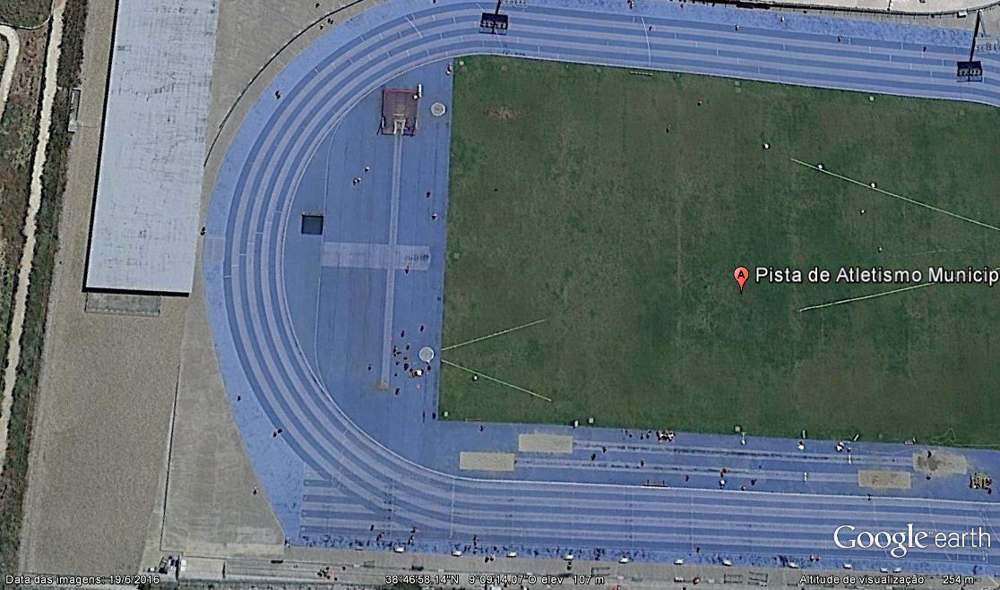 A Pista de Atletismo Municip
Google earth
Data das imagens: 19/6/2016 38°46'58.14"N 9°09'14.07"O elev 107 m Altitude de visualização 254 m